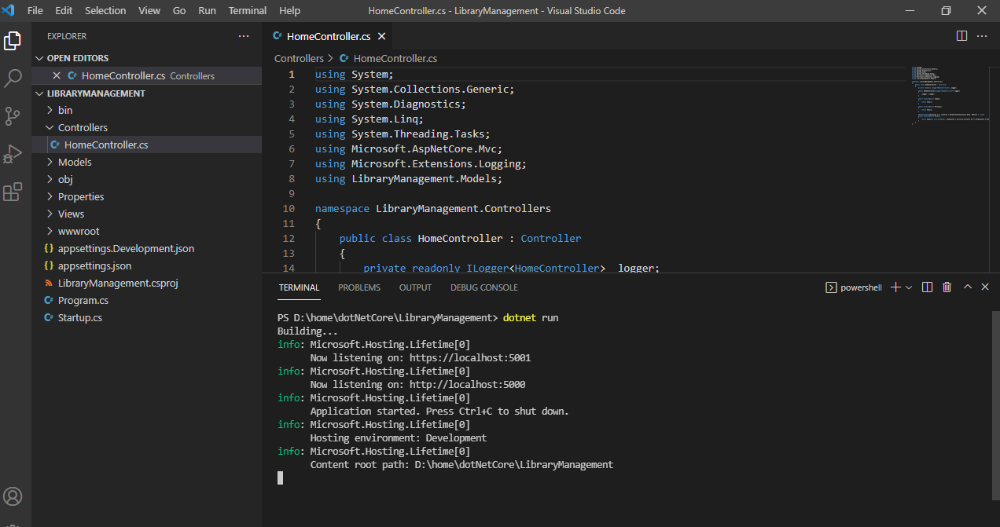 File Edit Selection View Go Run Terminal Help HomeController.cs - LibraryManagement - Visual Studio Code
EXPLORER
OPEN EDITORS
HomeController.cs Controllers
LIBRARYMANAGEMENT
bin
Controllers
HomeController.cs
Models
obj
Properties
Views
wwwroot
{} appsettings.Development.json
{} appsettings.json
LibraryManagement.csproj
C# Program.cs
C# Startup.cs
C# HomeController.cs
Controllers > C# HomeController.cs
1 using System;
2 using System.Collections.Generic;
3 using System.Diagnostics;
4 using System.Linq;
5 using System.Threading.Tasks;
6 using Microsoft.AspNetCore.Mvc;
7 using Microsoft.Extensions.Logging;
8 using LibraryManagement.Models;
9
10 namespace LibraryManagement.Controllers
11 {
12 public class HomeController : Controller
13 {
14 private readonly ILogger<HomeController> _logger;
TERMINAL PROBLEMS OUTPUT DEBUG CONSOLE powershell
PS D:\home\dotNetCore\LibraryManagement> dotnet run
Building...
info: Microsoft.Hosting.Lifetime[0]
Now listening on: https://localhost:5001
info: Microsoft.Hosting.Lifetime[0]
Now listening on: http://localhost:5000
info: Microsoft.Hosting.Lifetime[0]
Application started. Press Ctrl+C to shut down.
info: Microsoft.Hosting.Lifetime[0]
Hosting environment: Development
info: Microsoft.Hosting.Lifetime[0]
Content root path: D:\home\dotNetCore\LibraryManagement